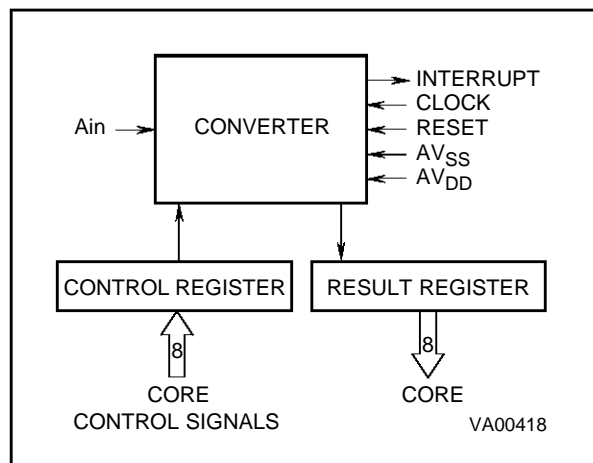 INTERRUPT
CLOCK
Ain
CONVERTER
RESET
AVSS
AVDD
CONTROL REGISTER
RESULT REGISTER
8
8
CORE
CONTROL SIGNALS
CORE
VA00418